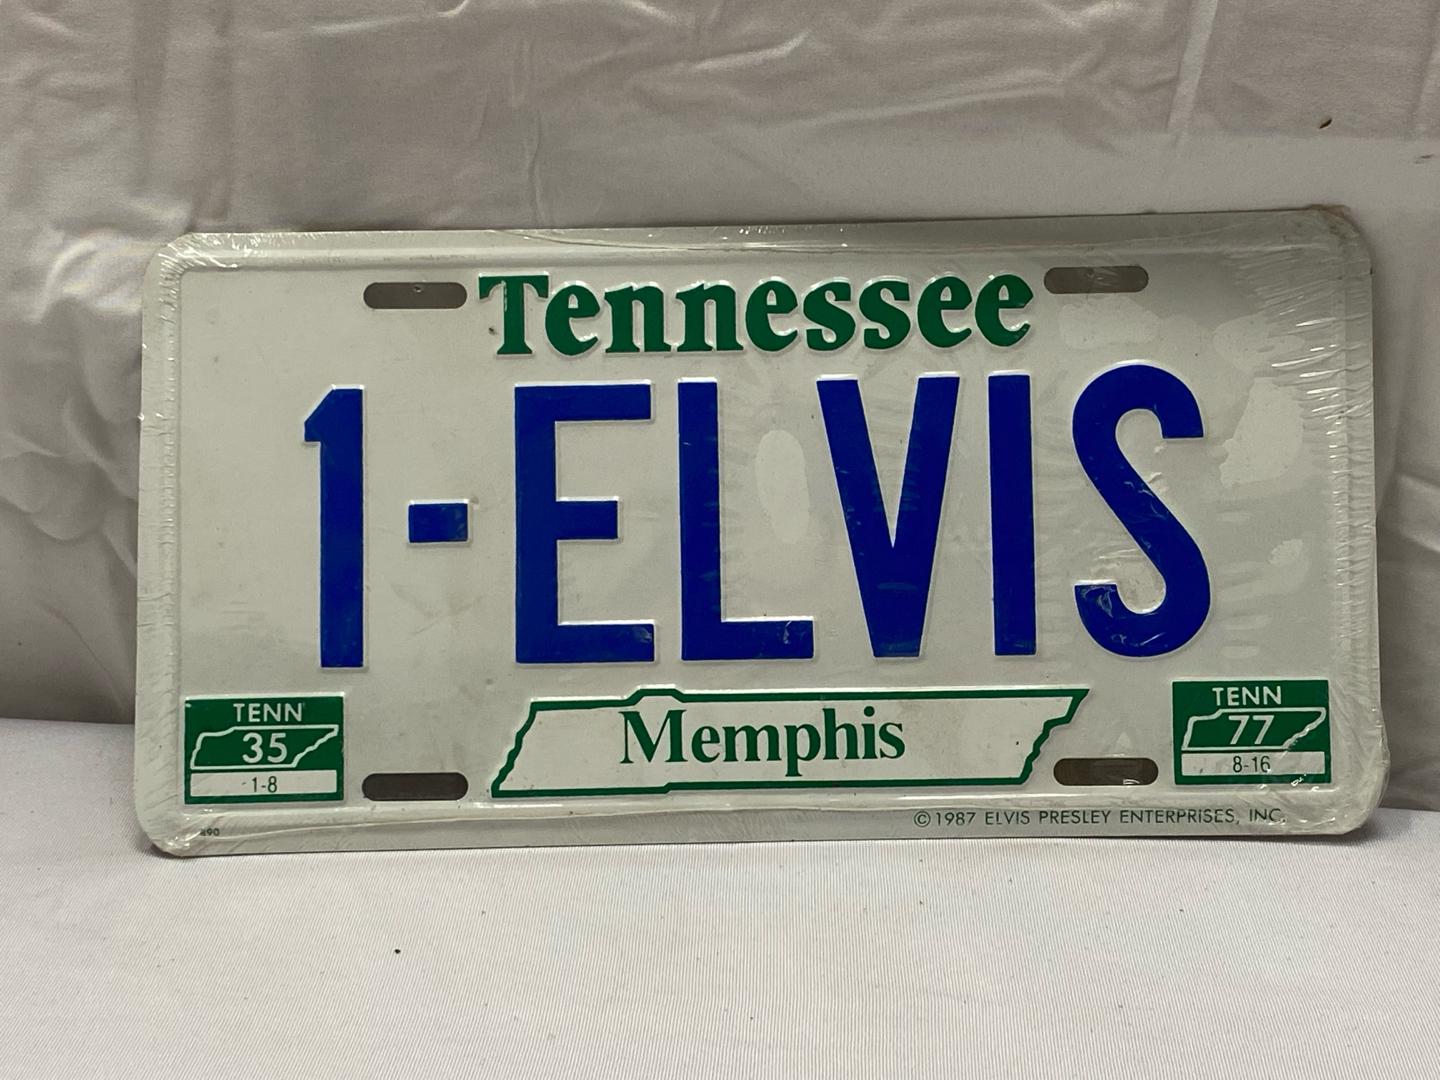 Tennessee
1-ELVIS
TENN
35
1-8
Memphis
TENN
77
8-16
©1987 ELVIS PRESLEY ENTERPRISES, INC.